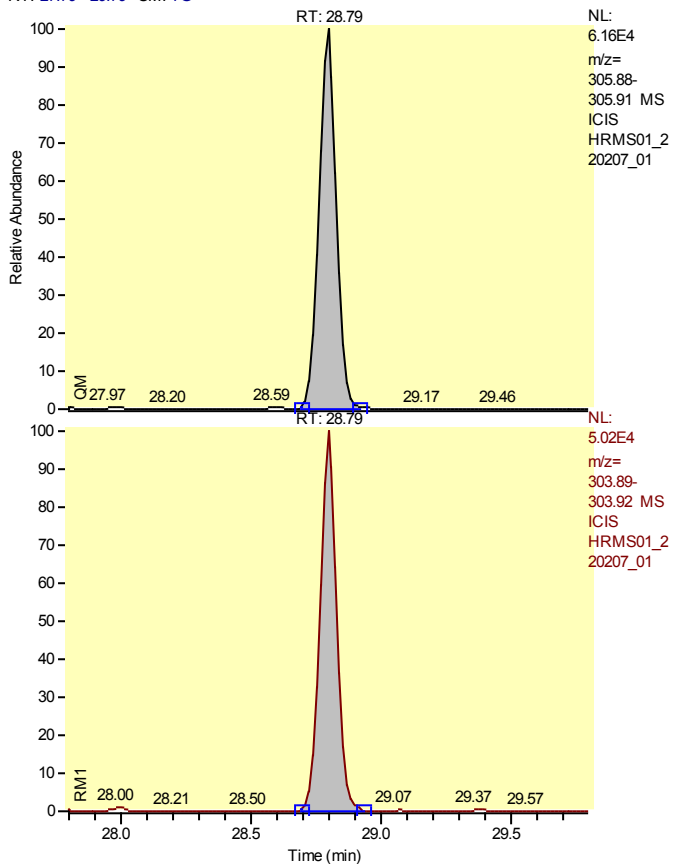 RT: 28.79
NL:
6.16E4
m/z=
305.88-
305.91 MS
ICIS
HRMS01_2
20207_01
100
90
80
70
60
50
40
30
20
10
0
Relative Abundance
QM
27.97 28.20 28.59 29.17 29.46
RT: 28.79
NL:
5.02E4
m/z=
303.89-
303.92 MS
ICIS
HRMS01_2
20207_01
100
90
80
70
60
50
40
30
20
10
0
RM1
28.00 28.21 28.50 29.07 29.37 29.57
28.0 28.5 29.0 29.5
Time (min)